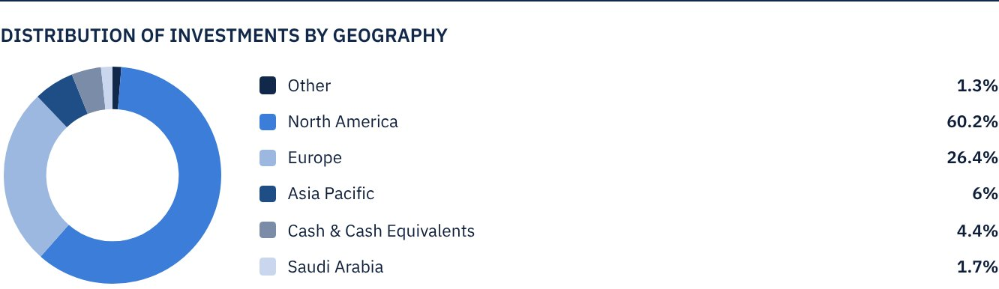 DISTRIBUTION OF INVESTMENTS BY GEOGRAPHY
Other 1.3%
North America 60.2%
Europe 26.4%
Asia Pacific 6%
Cash & Cash Equivalents 4.4%
Saudi Arabia 1.7%